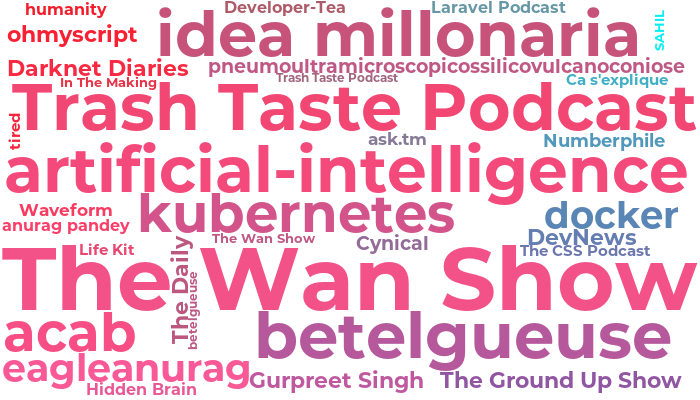 humanity
Developer-Tea
Laravel Podcast
SAHIL
ohmyscript
idea millonaria
Darknet Diaries
pneumoultramicroscopicossilicovulcanoconiose
In The Making
Trash Taste Podcast
Ca s'explique
Trash Taste Podcast
tired
ask.tm
Numberphile
artificial-intelligence
Waveform
kubernetes
docker
anurag pandey
Life Kit
The Wan Show
Cynical
DevNews
The CSS Podcast
The Daily
betelgueuse
The Wan Show
acab
betelgueuse
eagleanurag
Hidden Brain
Gurpreet Singh
The Ground Up Show